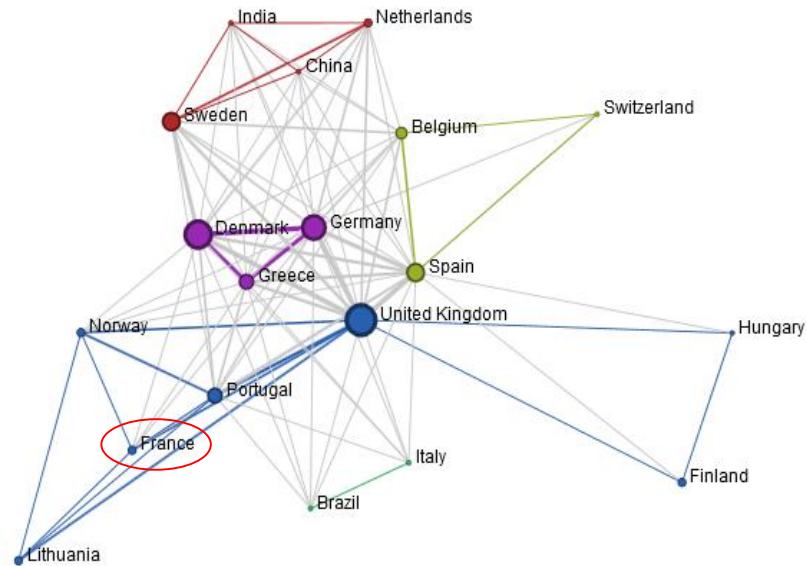 India
Netherlands
China
Sweden
Belgium
Switzerland
Denmark
Germany
Greece
Spain
United Kingdom
Norway
Hungary
Portugal
France
Italy
Finland
Brazil
Lithuania